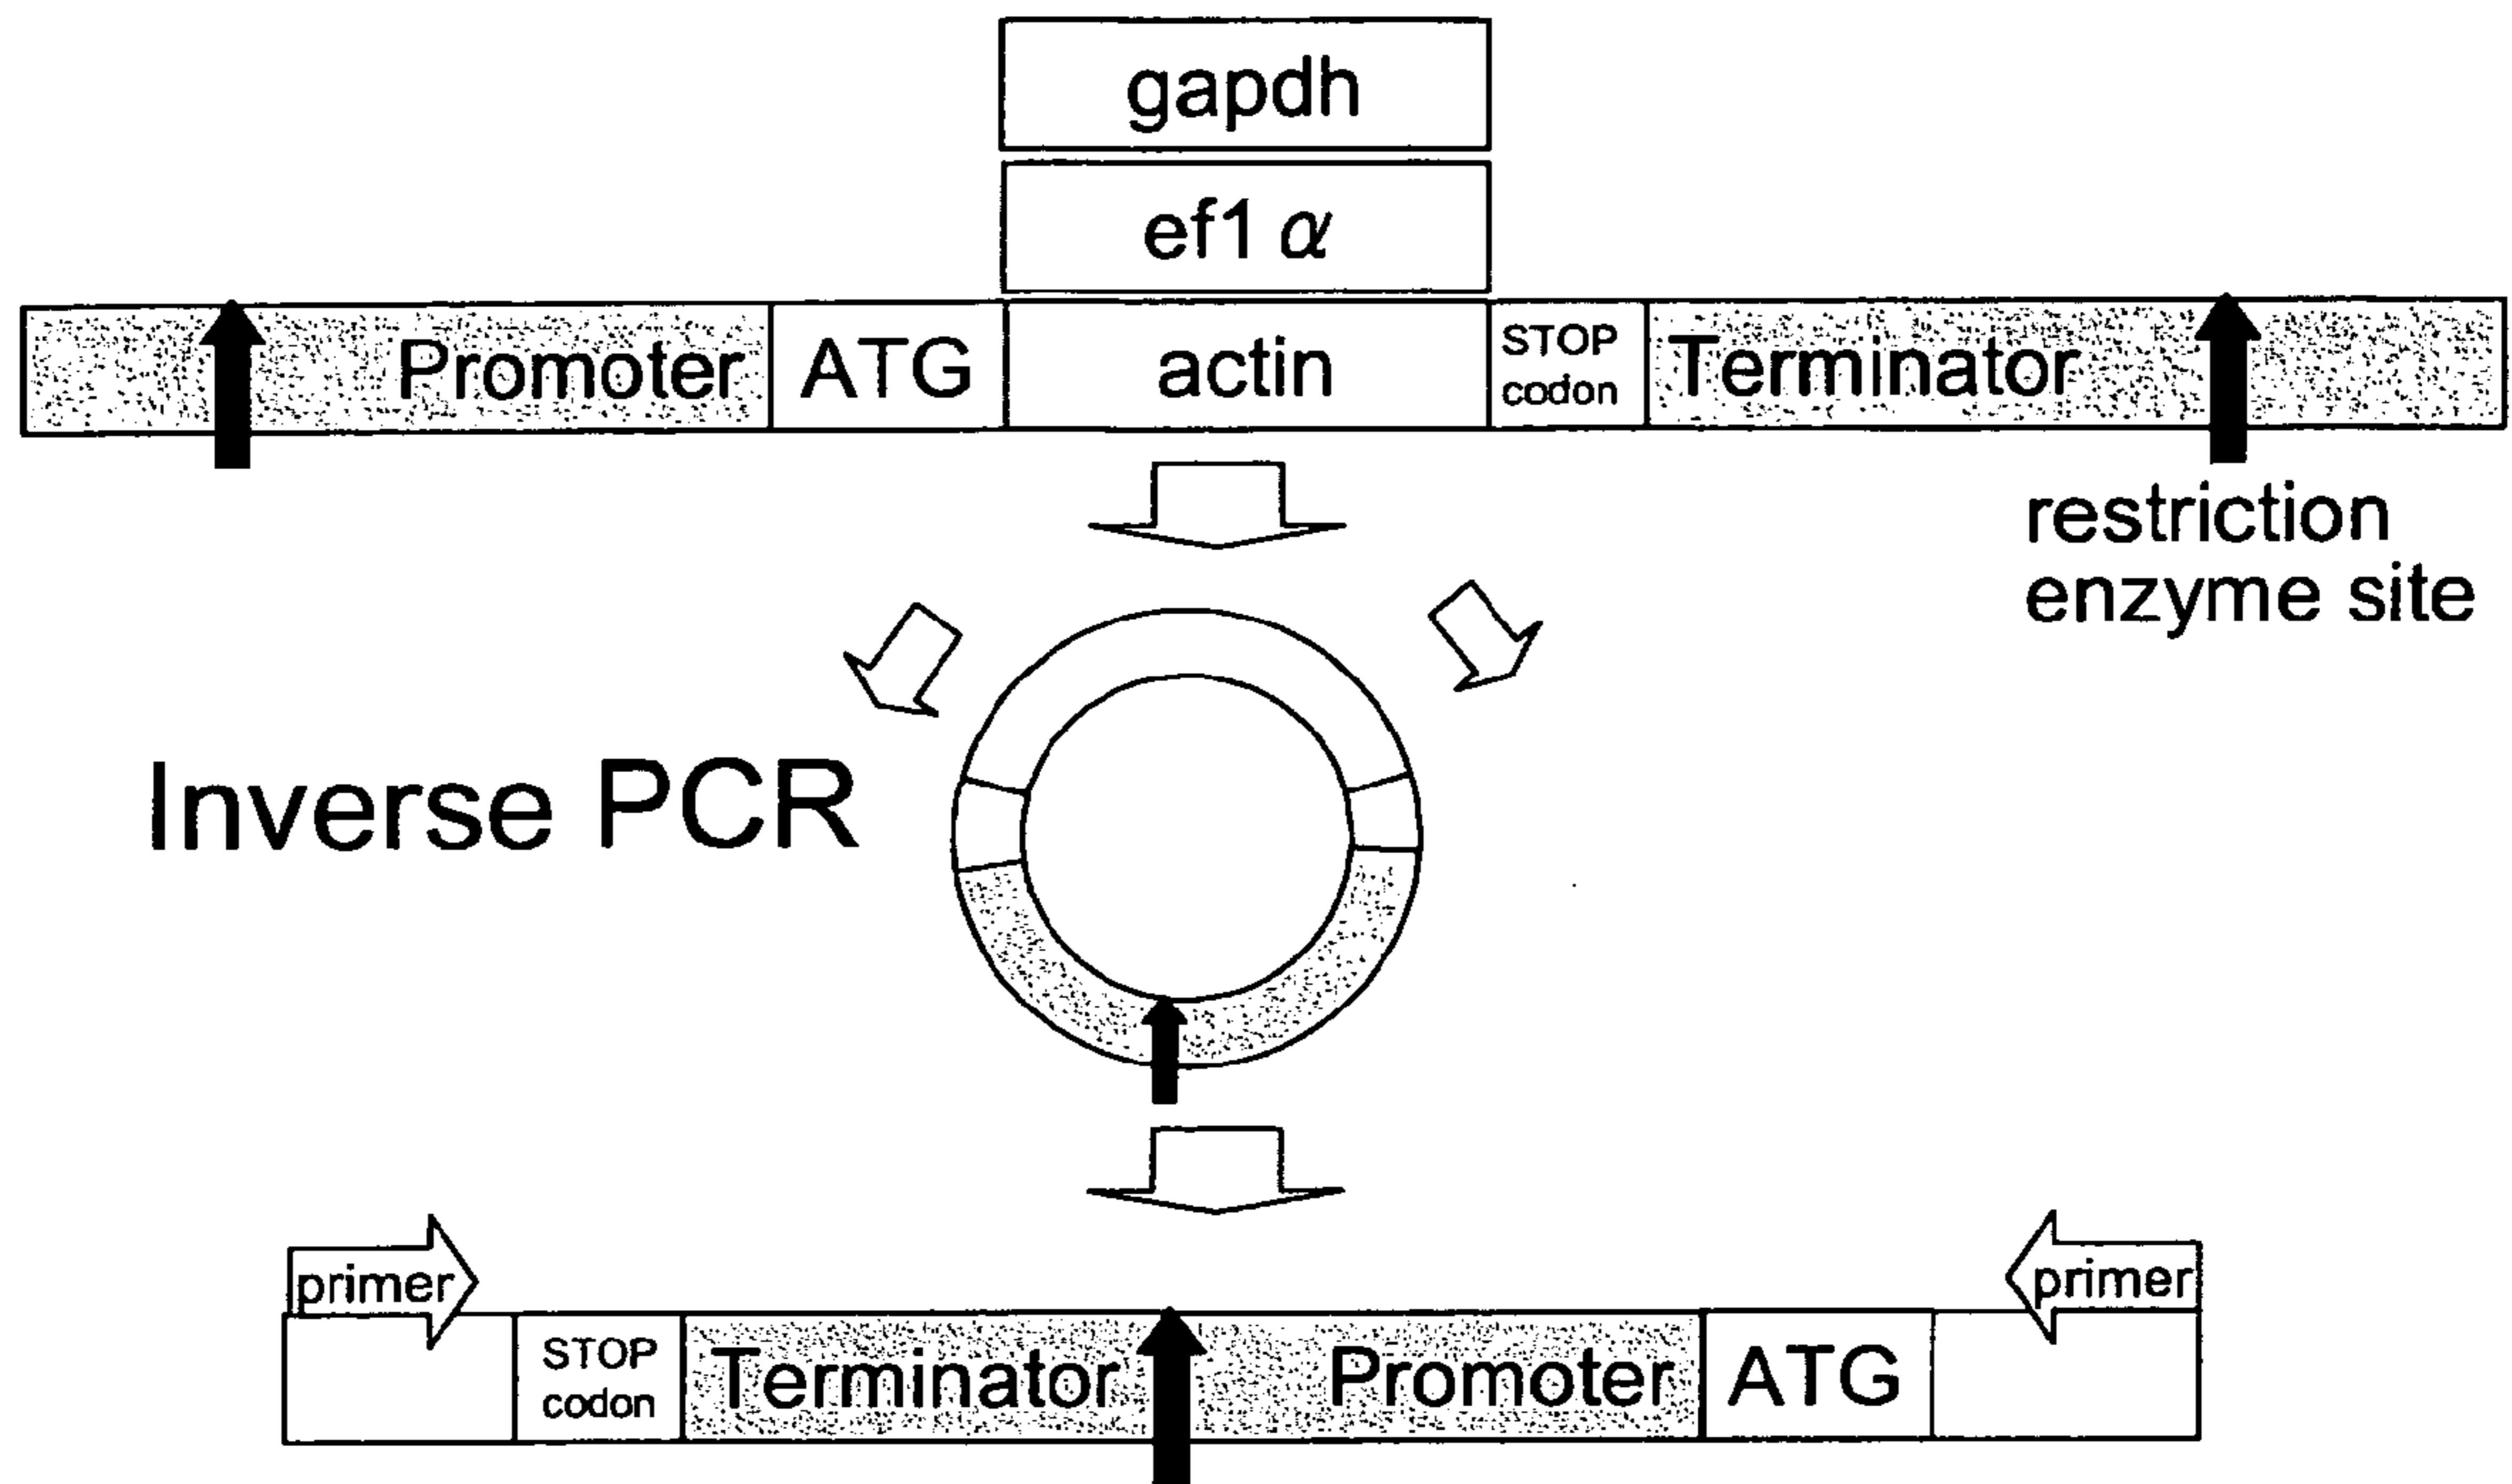 gapdh
ef1 α
Promoter ATG actin STOP codon Terminator
restriction
enzyme site
Inverse PCR
primer primer
STOP codon Terminator Promoter ATG